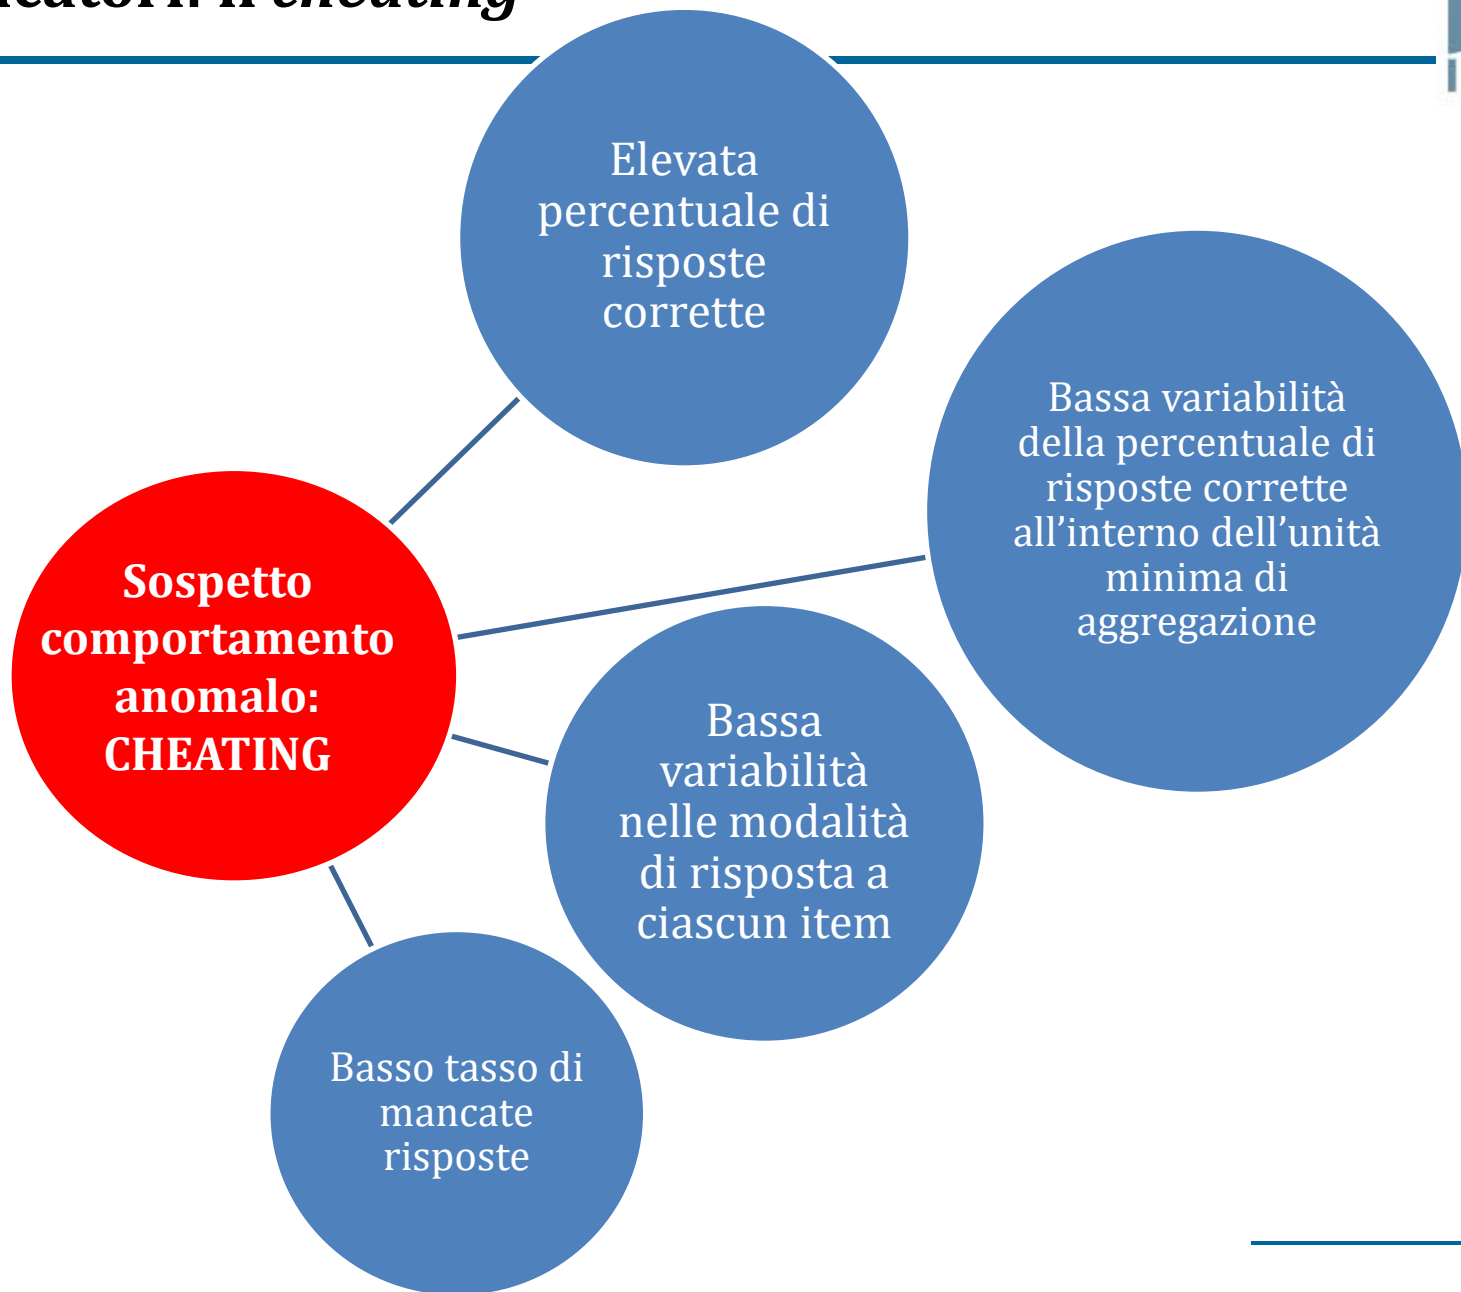 cheating
Elevata
percentuale di
risposte
corrette
Bassa variabilità
della percentuale di
risposte corrette
all’interno dell’unità
minima di
aggregazione
Sospetto
comportamento
anomalo:
CHEATING
Bassa
variabilità
nelle modalità
di risposta a
ciascun item
Basso tasso di
mancate
risposte